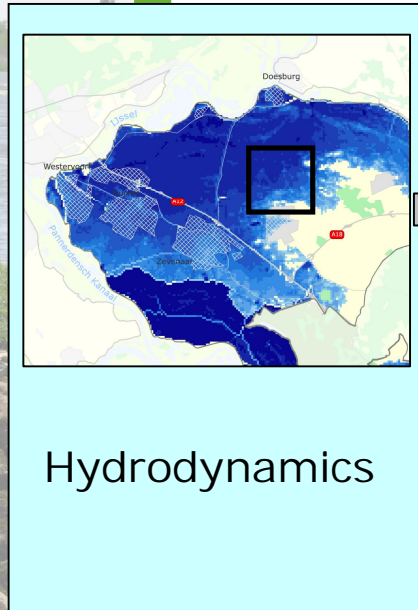 Doesburg
IJssel
Westervoort
A12
A18
Zevenaar
Pannerdensch Kanaal
Hydrodynamics